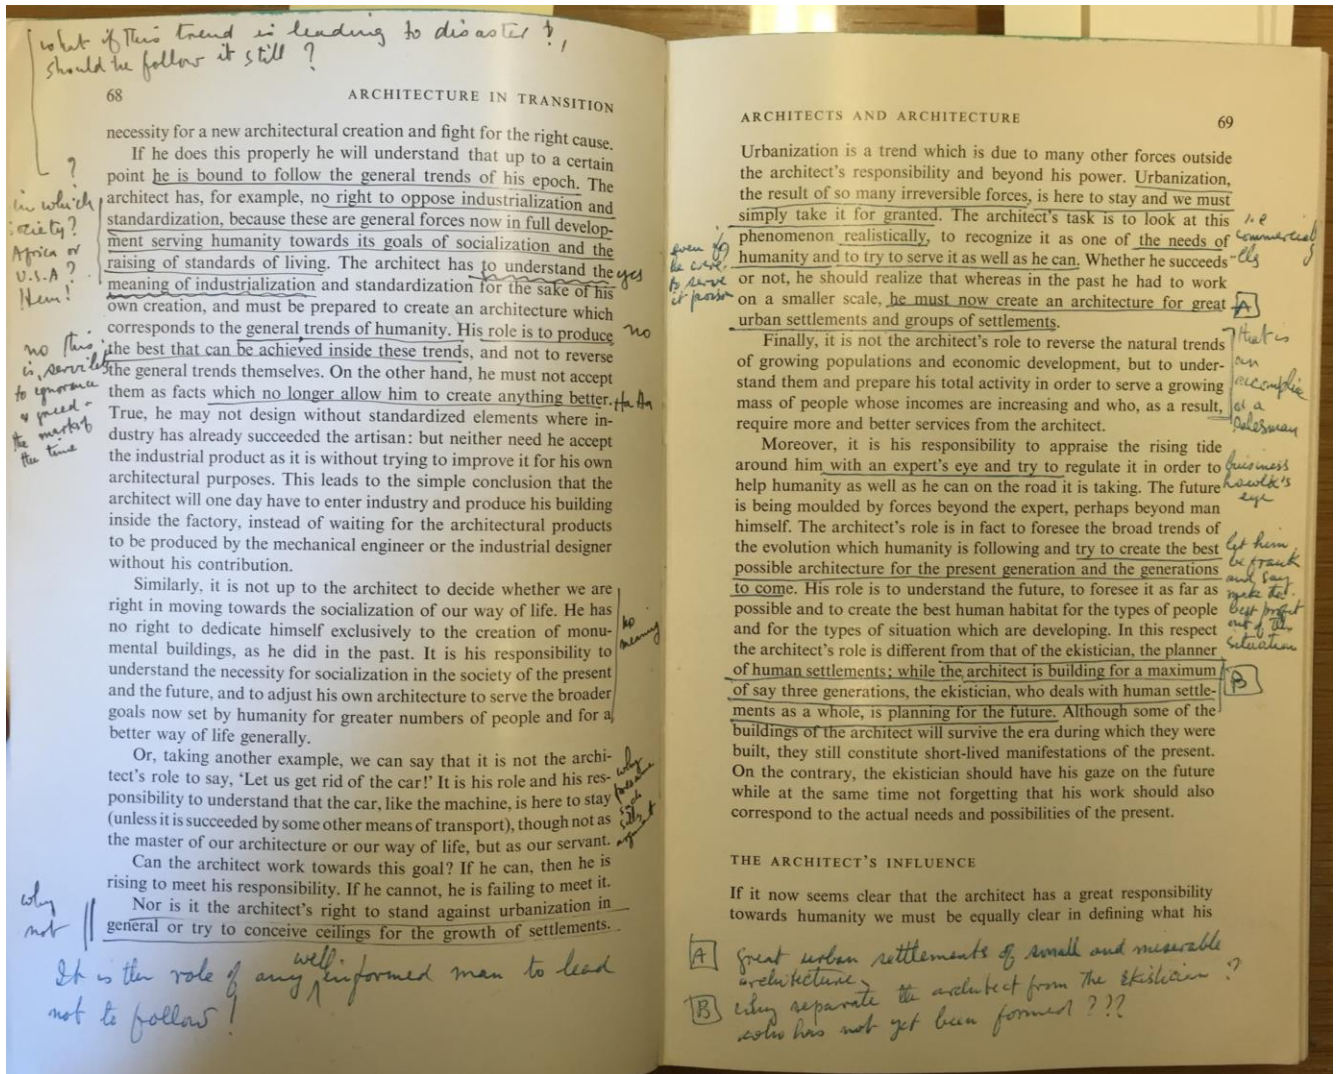 what if this trend is leading to disaster?,
should he follow it still ?
68
ARCHITECTURE IN TRANSITION
necessity for a new architectural creation and fight for the right cause.
If he does this properly he will understand that up to a certain
point he is bound to follow the general trends of his epoch. The
architect has, for example, no right to oppose industrialization and
standardization, because these are general forces now in full develop-
ment serving humanity towards its goals of socialization and the
raising of standards of living. The architect has to understand the
meaning of industrialization and standardization for the sake of his
own creation, and must be prepared to create an architecture which
corresponds to the general trends of humanity. His role is to produce
the best that can be achieved inside these trends, and not to reverse
the general trends themselves. On the other hand, he must not accept
them as facts which no longer allow him to create anything better.
True, he may not design without standardized elements where in-
dustry has already succeeded the artisan: but neither need he accept
the industrial product as it is without trying to improve it for his own
architectural purposes. This leads to the simple conclusion that the
architect will one day have to enter industry and produce his building
inside the factory, instead of waiting for the architectural products
to be produced by the mechanical engineer or the industrial designer
without his contribution.
Similarly, it is not up to the architect to decide whether we are
right in moving towards the socialization of our way of life. He has
no right to dedicate himself exclusively to the creation of monu-
mental buildings, as he did in the past. It is his responsibility to
understand the necessity for socialization in the society of the present
and the future, and to adjust his own architecture to serve the broader
goals now set by humanity for greater numbers of people and for a
better way of life generally.
Or, taking another example, we can say that it is not the archi-
tect's role to say, 'Let us get rid of the car!' It is his role and his res-
ponsibility to understand that the car, like the machine, is here to stay
(unless it is succeeded by some other means of transport), though not as
the master of our architecture or our way of life, but as our servant.
Can the architect work towards this goal? If he can, then he is
rising to meet his responsibility. If he cannot, he is failing to meet it.
Nor is it the architect's right to stand against urbanization in
general or try to conceive ceilings for the growth of settlements.
?
in which
society?
Africa or
U.S.A?
Hem!
no this
is, servile
to ignorance
& greed -
the mark of
the time
yes
no
Ha Ha
no
meaning
why
such
silly
argument
why
not
It is the role of any well informed man to lead
not to follow!
ARCHITECTS AND ARCHITECTURE
69
Urbanization is a trend which is due to many other forces outside
the architect's responsibility and beyond his power. Urbanization,
the result of so many irreversible forces, is here to stay and we must
simply take it for granted. The architect's task is to look at this
phenomenon realistically, to recognize it as one of the needs of
humanity and to try to serve it as well as he can. Whether he succeeds
or not, he should realize that whereas in the past he had to work
on a smaller scale, he must now create an architecture for great
urban settlements and groups of settlements.
Finally, it is not the architect's role to reverse the natural trends
of growing populations and economic development, but to under-
stand them and prepare his total activity in order to serve a growing
mass of people whose incomes are increasing and who, as a result,
require more and better services from the architect.
Moreover, it is his responsibility to appraise the rising tide
around him with an expert's eye and try to regulate it in order to
help humanity as well as he can on the road it is taking. The future
is being moulded by forces beyond the expert, perhaps beyond man
himself. The architect's role is in fact to foresee the broad trends of
the evolution which humanity is following and try to create the best
possible architecture for the present generation and the generations
to come. His role is to understand the future, to foresee it as far as
possible and to create the best human habitat for the types of people
and for the types of situation which are developing. In this respect
the architect's role is different from that of the ekistician, the planner
of human settlements; while the architect is building for a maximum
of say three generations, the ekistician, who deals with human settle-
ments as a whole, is planning for the future. Although some of the
buildings of the architect will survive the era during which they were
built, they still constitute short-lived manifestations of the present.
On the contrary, the ekistician should have his gaze on the future
while at the same time not forgetting that his work should also
correspond to the actual needs and possibilities of the present.
THE ARCHITECT'S INFLUENCE
If it now seems clear that the architect has a great responsibility
towards humanity we must be equally clear in defining what his
even if
he were
to serve
it poison
i.e
commercially
A
that is
an
accomplice
or a
salesman
business
hawk's
eye
let him
be frank
and say
make the
best profit
out of this
situation
B
A great urban settlements of small and miserable
architecture
B why separate the architect from the Ekistician ?
who has not yet been formed ???